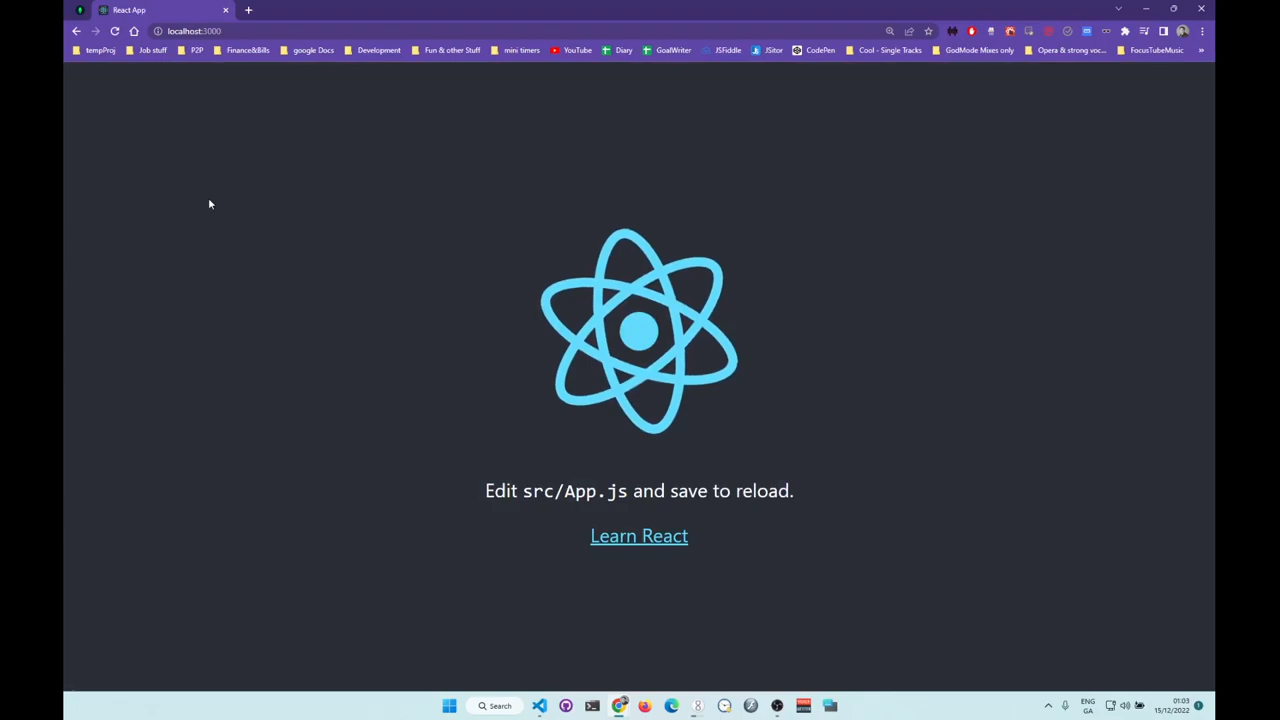 React App
localhost:3000
tempProj
Job stuff
P2P
Finance&Bills
google Docs
Development
Fun & other Stuff
mini timers
YouTube
Diary
GoalWriter
JSFiddle
JSitor
CodePen
Cool - Single Tracks
GodMode Mixes only
Opera & strong voc...
FocusTubeMusic
»
Edit src/App.js and save to reload.
Learn React
Search
ENG
GA
01:03
15/12/2022